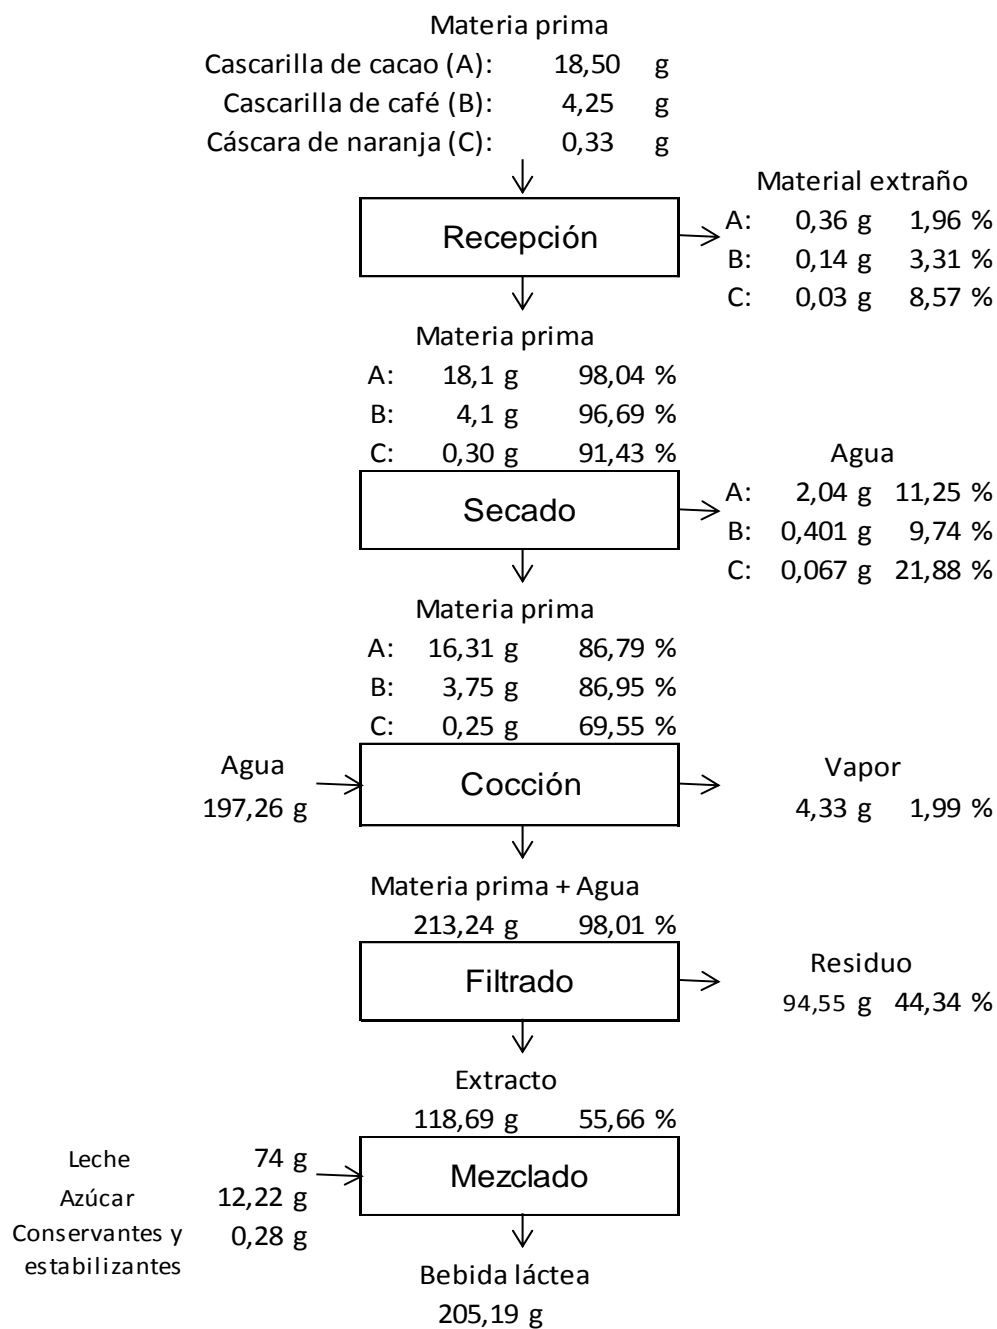 Materia prima
Cascarilla de cacao (A): 18,50 g
Cascarilla de café (B): 4,25 g
Cáscara de naranja (C): 0,33 g
Recepción
Material extraño
A: 0,36 g 1,96 %
B: 0,14 g 3,31 %
C: 0,03 g 8,57 %
Materia prima
A: 18,1 g 98,04 %
B: 4,1 g 96,69 %
C: 0,30 g 91,43 %
Secado
Agua
A: 2,04 g 11,25 %
B: 0,401 g 9,74 %
C: 0,067 g 21,88 %
Materia prima
A: 16,31 g 86,79 %
B: 3,75 g 86,95 %
C: 0,25 g 69,55 %
Agua
197,26 g
Cocción
Vapor
4,33 g 1,99 %
Materia prima + Agua
213,24 g 98,01 %
Filtrado
Residuo
94,55 g 44,34 %
Extracto
118,69 g 55,66 %
Leche 74 g
Azúcar 12,22 g
Conservantes y 0,28 g
estabilizantes
Mezclado
Bebida láctea
205,19 g